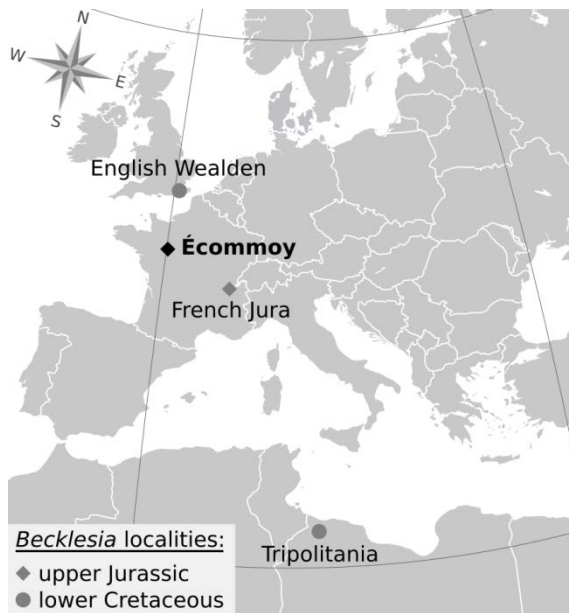 N
W
E
S
English Wealden
Écommoy
French Jura
Tripolitania
Becklesia localities:
upper Jurassic
lower Cretaceous